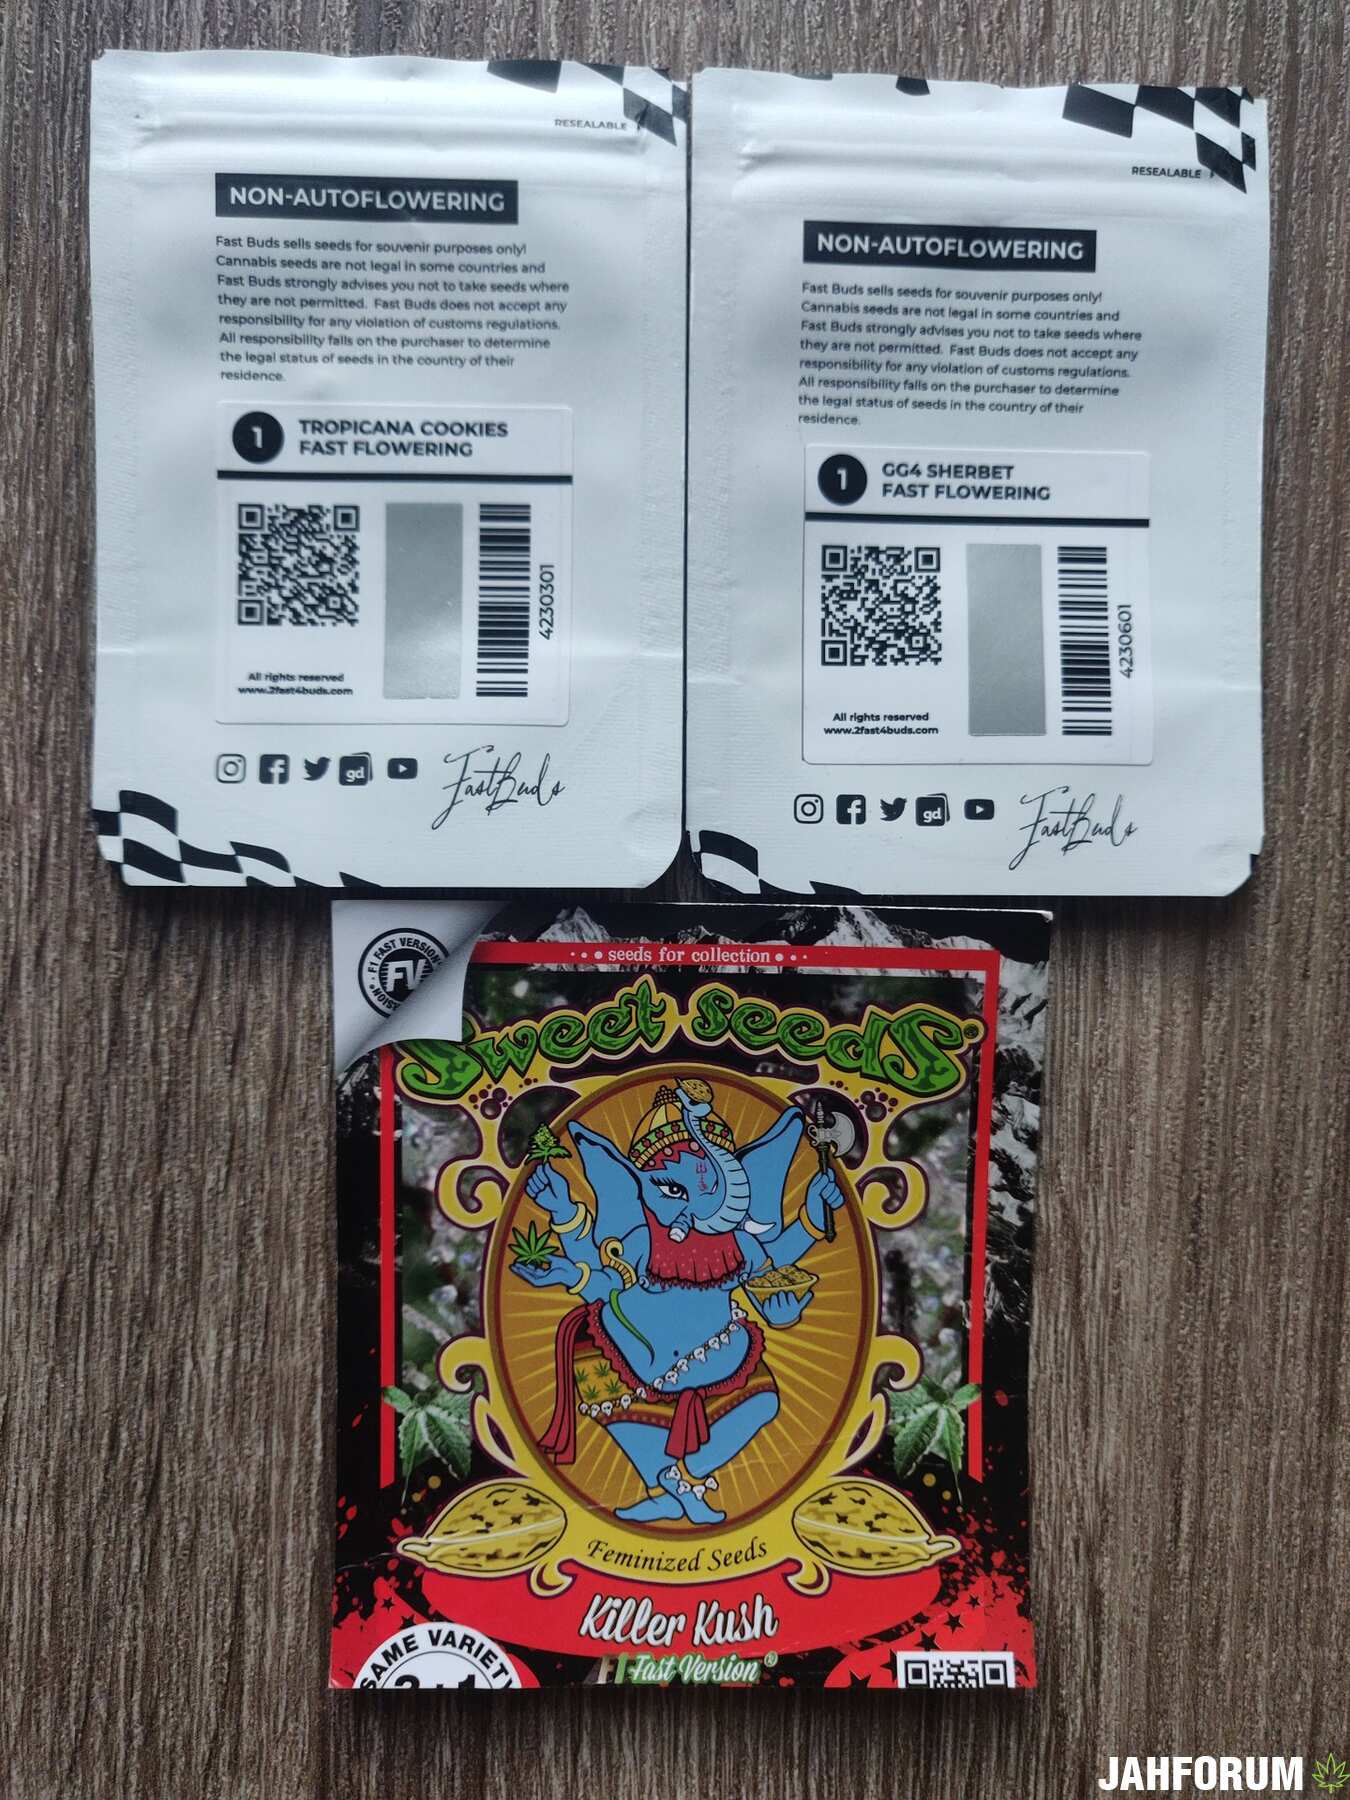 RESEALABLE
NON-AUTOFLOWERING
Fast Buds sells seeds for souvenir purposes only!
Cannabis seeds are not legal in some countries and
Fast Buds strongly advises you not to take seeds where
they are not permitted. Fast Buds does not accept any
responsibility for any violation of customs regulations.
All responsibility falls on the purchaser to determine
the legal status of seeds in the country of their
residence.
1
TROPICANA COOKIES
FAST FLOWERING
4230301
All rights reserved
www.2fast4buds.com
gd
FastBuds
RESEALABLE
NON-AUTOFLOWERING
Fast Buds sells seeds for souvenir purposes only!
Cannabis seeds are not legal in some countries and
Fast Buds strongly advises you not to take seeds where
they are not permitted. Fast Buds does not accept any
responsibility for any violation of customs regulations.
All responsibility falls on the purchaser to determine
the legal status of seeds in the country of their
residence.
1
GG4 SHERBET
FAST FLOWERING
4230601
All rights reserved
www.2fast4buds.com
gd
FastBuds
F1 FAST VERSION
FV
seeds for collection
Sweet Seeds®
Feminized Seeds
Killer Kush
F1 Fast Version®
SAME VARIETY
JAHFORUM